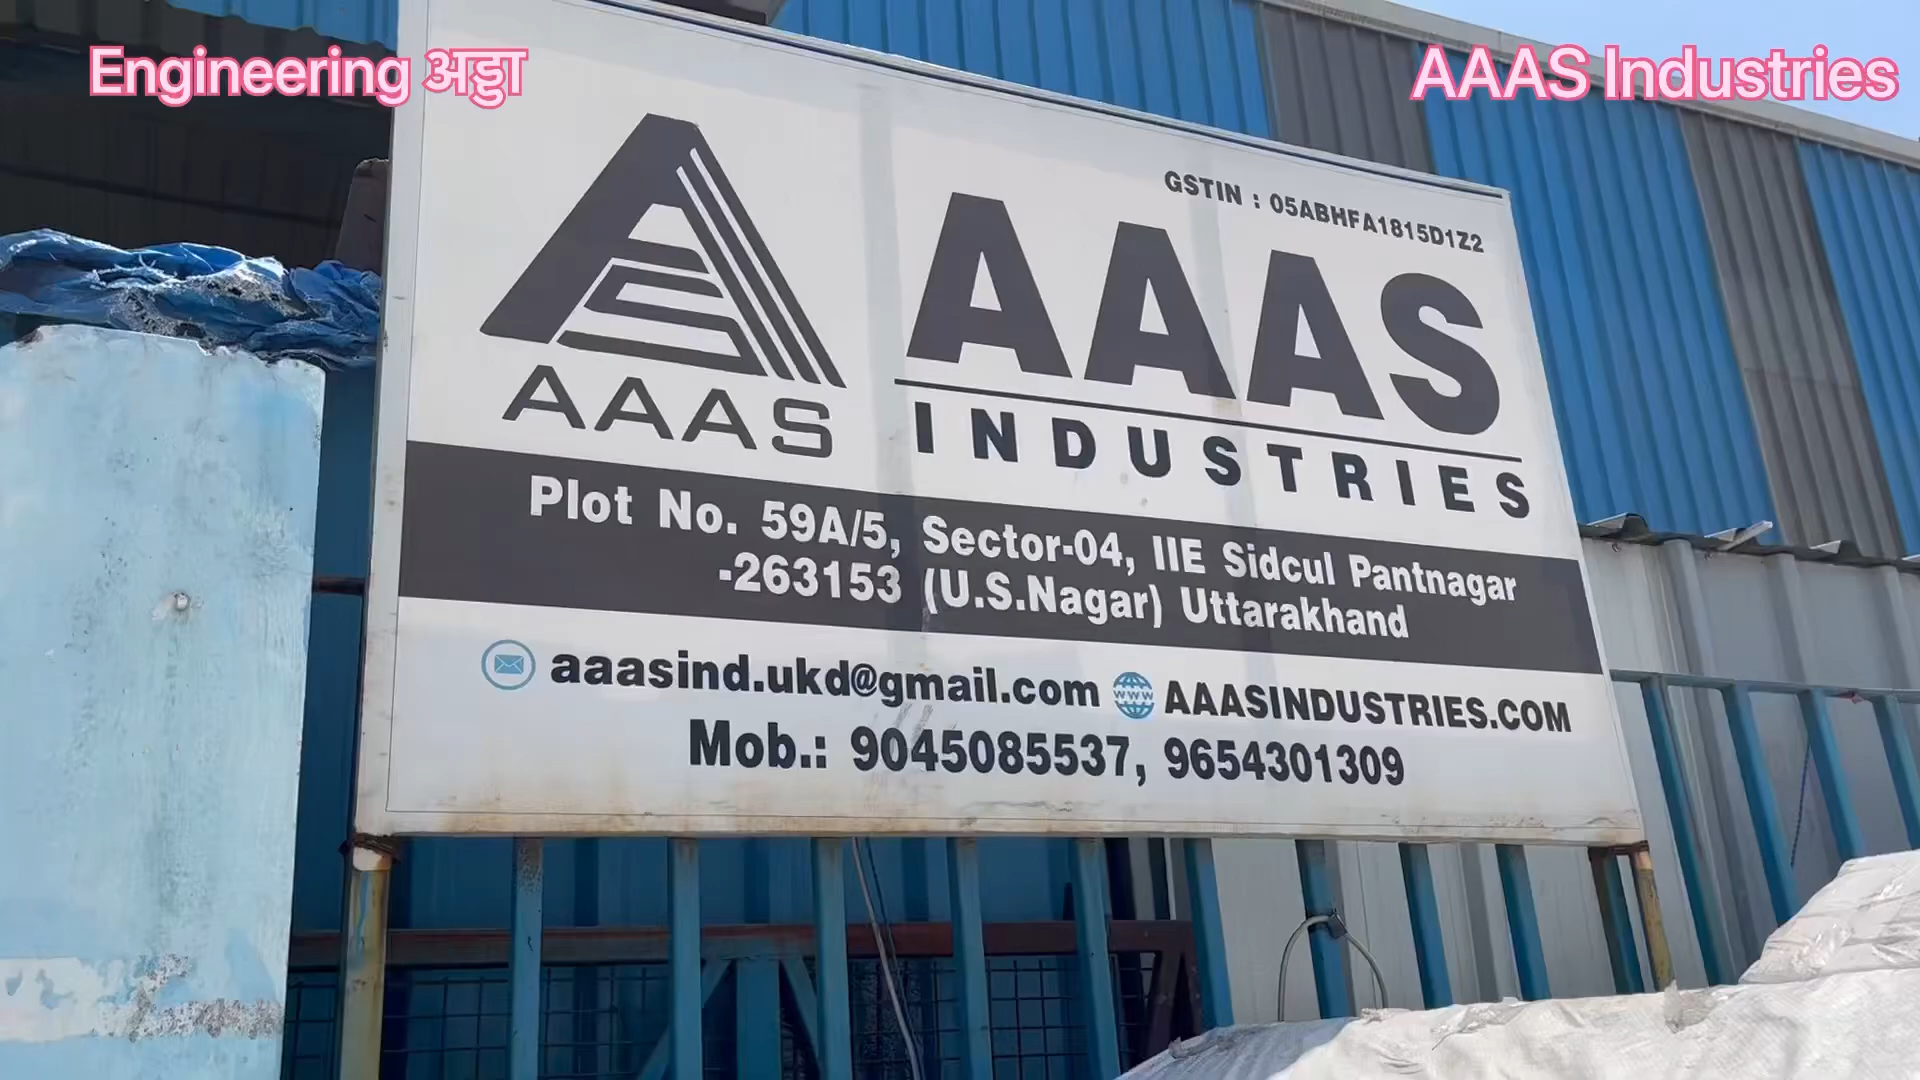 Engineering अड्डा
AAAS Industries
GSTIN : 05ABHFA1815D1Z2
AAAS
AAAS
INDUSTRIES
Plot No. 59A/5, Sector-04, IIE Sidcul Pantnagar
-263153 (U.S.Nagar) Uttarakhand
aaasind.ukd@gmail.com www AAASINDUSTRIES.COM
Mob.: 9045085537, 9654301309